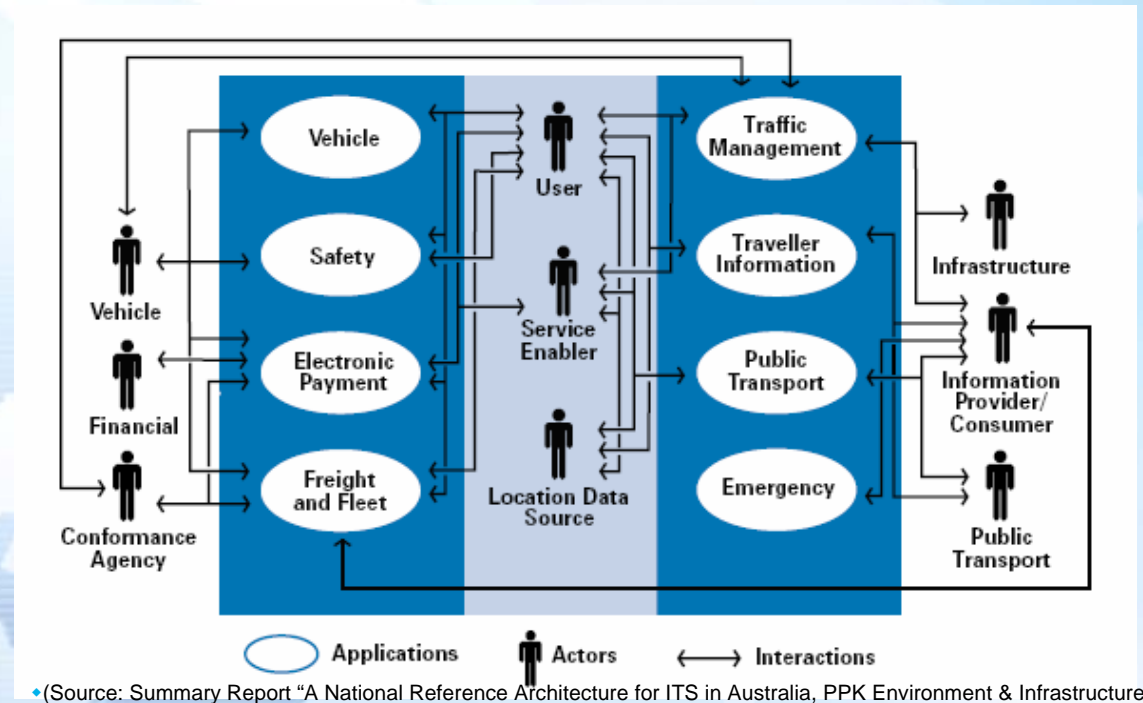 Vehicle
Safety
Electronic
Payment
Freight
and Fleet
User
Service
Enabler
Location Data
Source
Traffic
Management
Traveller
Information
Public
Transport
Emergency
Vehicle
Financial
Conformance
Agency
Infrastructure
Information
Provider/
Consumer
Public
Transport
Applications
Actors
Interactions
(Source: Summary Report “A National Reference Architecture for ITS in Australia, PPK Environment & Infrastructure